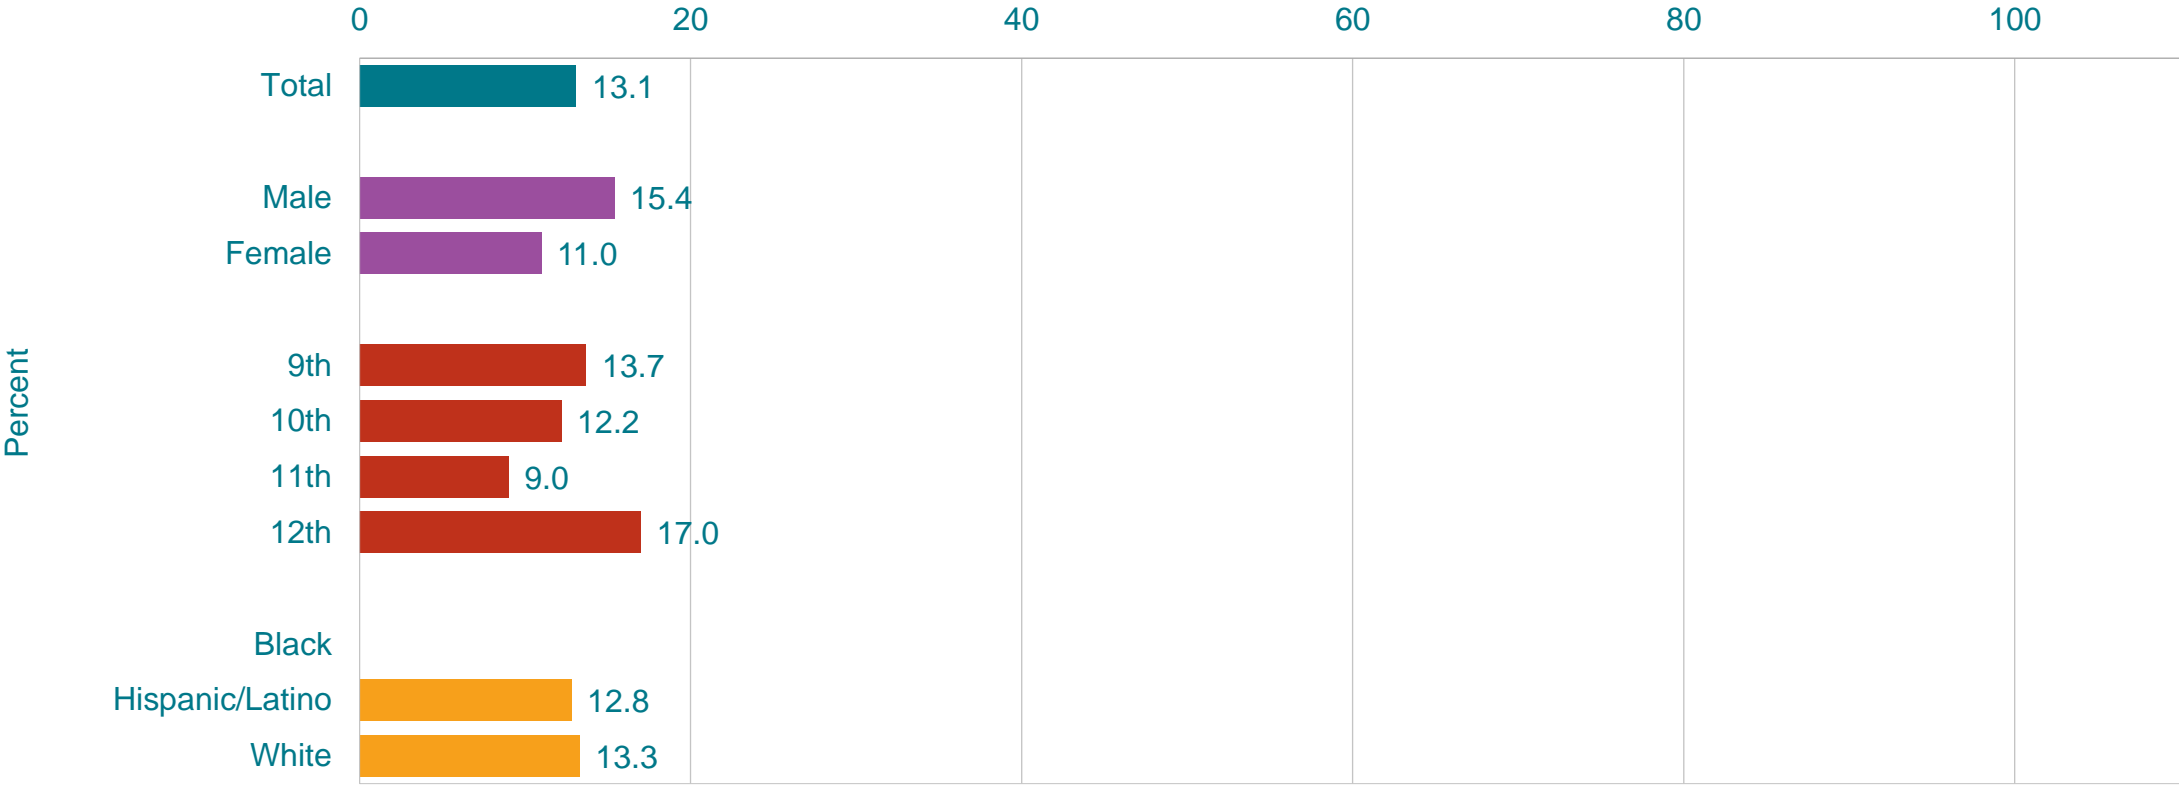 0 20 40 60 80 100
Total 13.1
Male 15.4
Female 11.0
Percent
9th 13.7
10th 12.2
11th 9.0
12th 17.0
Black
Hispanic/Latino 12.8
White 13.3